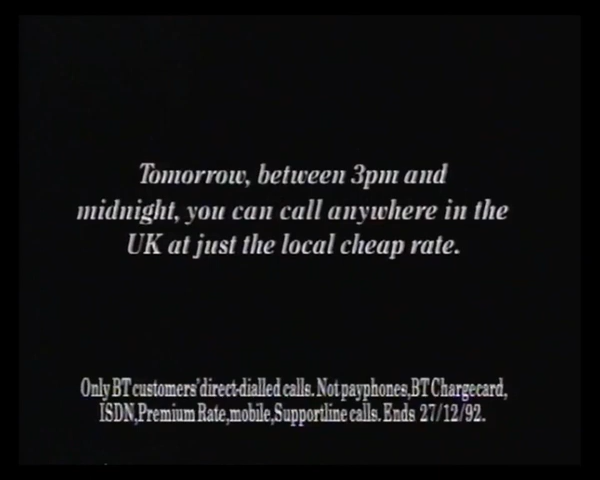 Tomorrow, between 3pm and
midnight, you can call anywhere in the
UK at just the local cheap rate.
Only BT customers' direct-dialled calls. Not payphones,BT Chargecard,
ISDN,Premium Rate,mobile,Supportline calls. Ends 27/12/92.